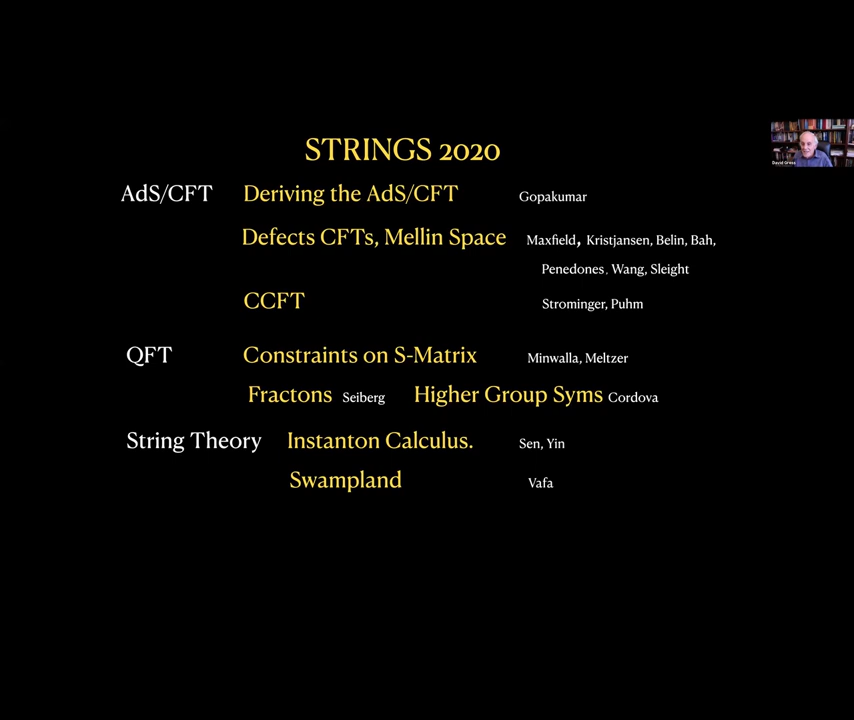 STRINGS 2020
David Gross
AdS/CFT Deriving the AdS/CFT Gopakumar
Defects CFTs, Mellin Space Maxfield, Kristjansen, Belin, Bah,
Penedones, Wang, Sleight
CCFT Strominger, Puhm
QFT Constraints on S-Matrix Minwalla, Meltzer
Fractons Seiberg Higher Group Syms Cordova
String Theory Instanton Calculus. Sen, Yin
Swampland Vafa